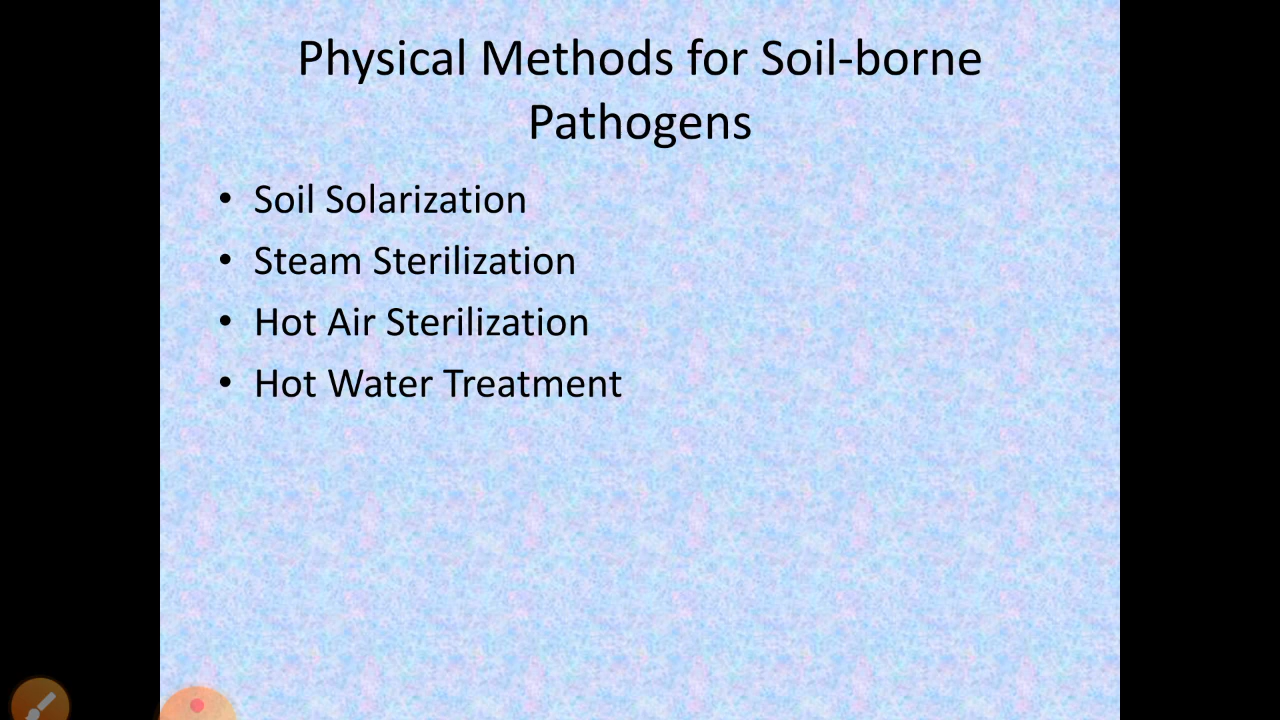 Physical Methods for Soil-borne
Pathogens
• Soil Solarization
• Steam Sterilization
• Hot Air Sterilization
• Hot Water Treatment